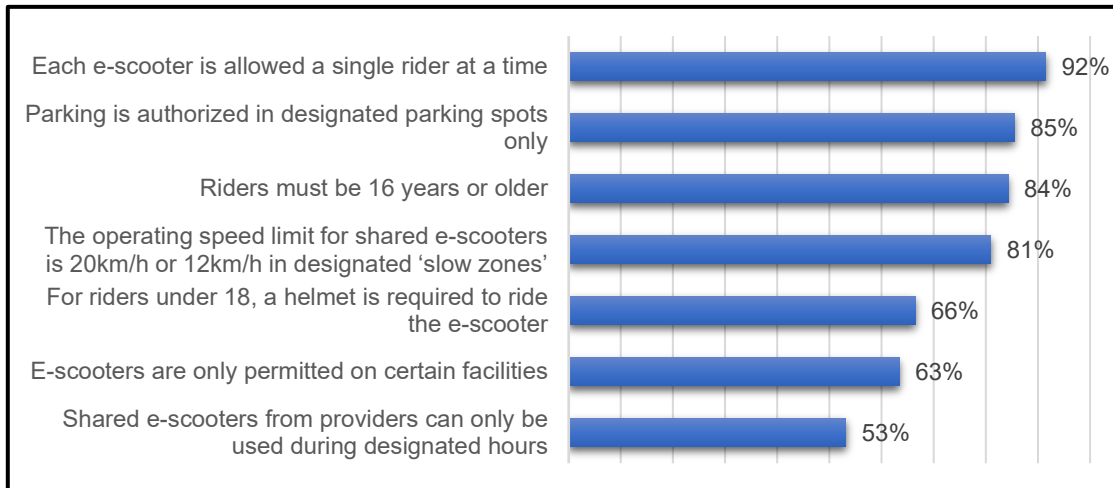 Each e-scooter is allowed a single rider at a time
92%
Parking is authorized in designated parking spots
only
85%
Riders must be 16 years or older
84%
The operating speed limit for shared e-scooters
is 20km/h or 12km/h in designated ‘slow zones’
81%
For riders under 18, a helmet is required to ride
the e-scooter
66%
E-scooters are only permitted on certain facilities
63%
Shared e-scooters from providers can only be
used during designated hours
53%